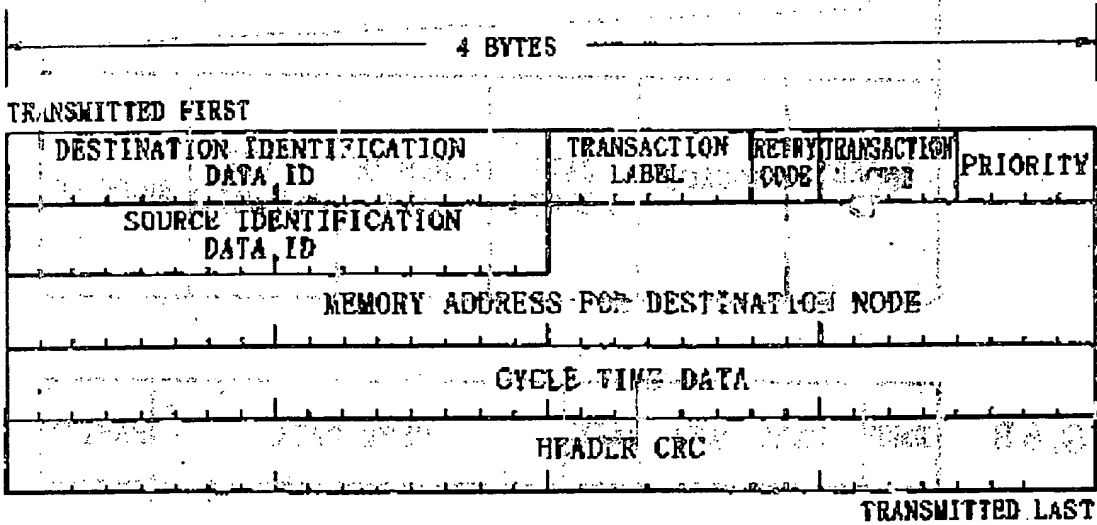 4 BYTES
TRANSMITTED FIRST
DESTINATION IDENTIFICATION
DATA ID
TRANSACTION
LABEL
RETRY
CODE
TRANSACTION
CODE
PRIORITY
SOURCE IDENTIFICATION
DATA ID
MEMORY ADDRESS FOR DESTINATION NODE
CYCLE TIME DATA
HEADER CRC
TRANSMITTED LAST